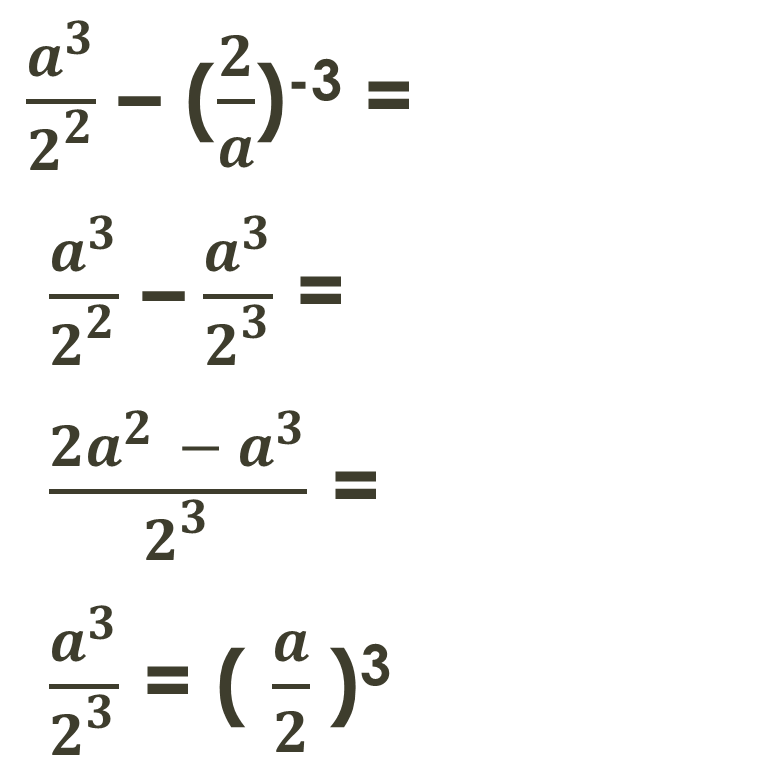 a³/2² − (2/a)⁻³ =
a³/2² − a³/2³ =
(2a² − a³)/2³ =
a³/2³ = (a/2)³